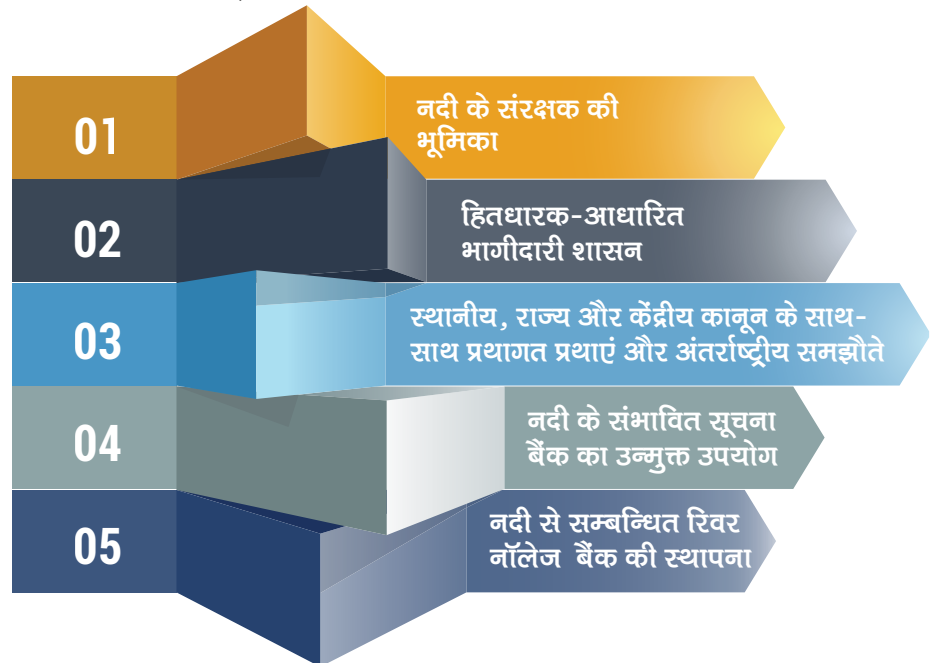 01
नदी के संरक्षक की
भूमिका
02
हितधारक-आधारित
भागीदारी शासन
03
स्थानीय, राज्य और केंद्रीय कानून के साथ-
साथ प्रथागत प्रथाएं और अंतर्राष्ट्रीय समझौते
04
नदी के संभावित सूचना
बैंक का उन्मुक्त उपयोग
05
नदी से सम्बन्धित रिवर
नॉलेज बैंक की स्थापना